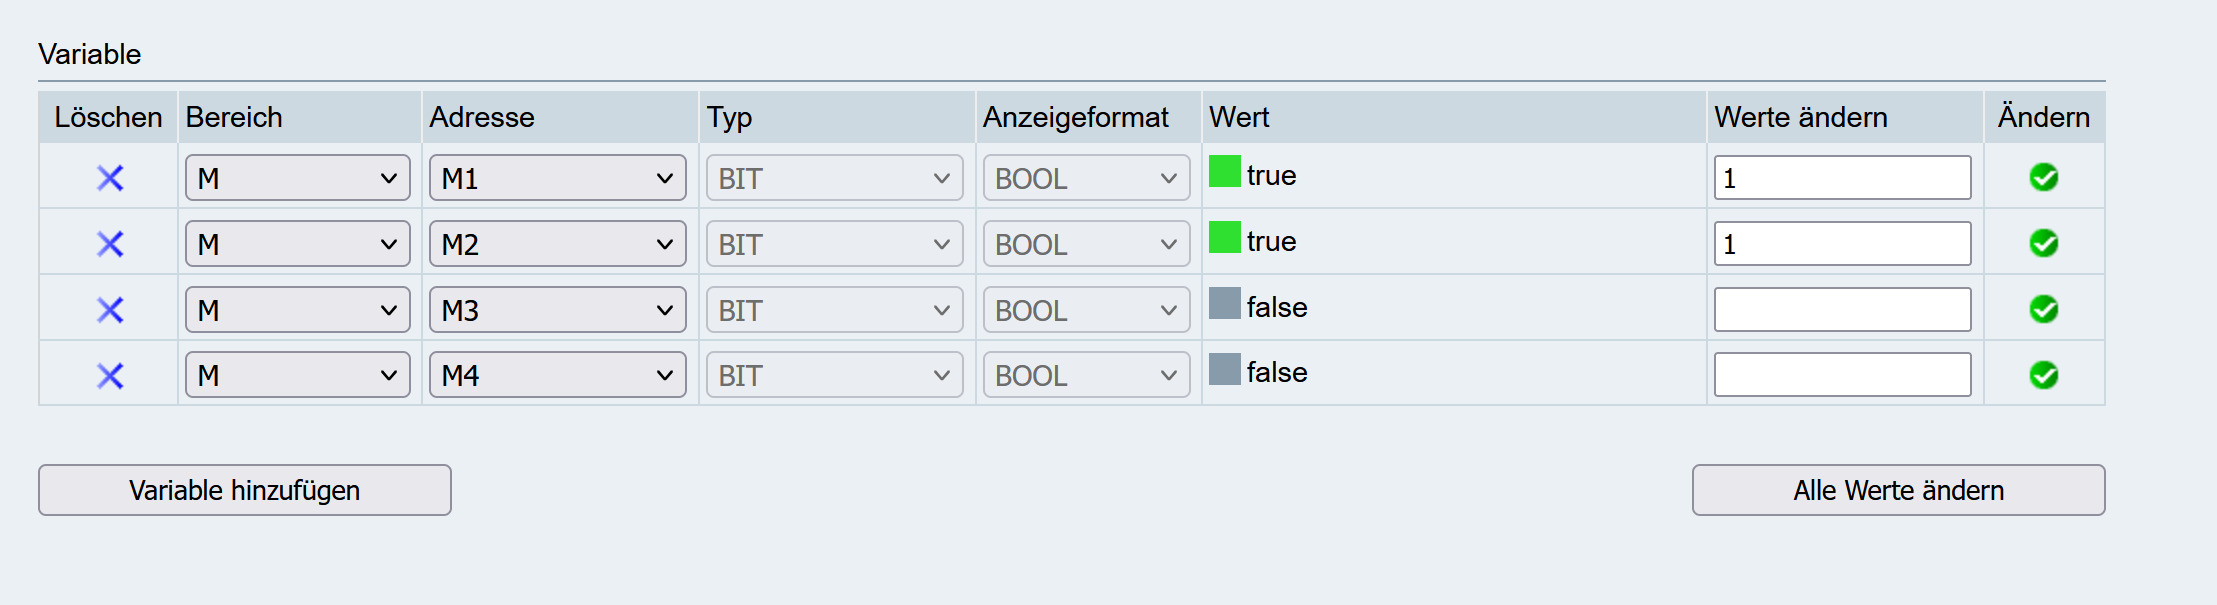 Variable
Löschen Bereich Adresse Typ Anzeigeformat Wert Werte ändern Ändern
M M1 BIT BOOL true 1
M M2 BIT BOOL true 1
M M3 BIT BOOL false
M M4 BIT BOOL false
Variable hinzufügen Alle Werte ändern